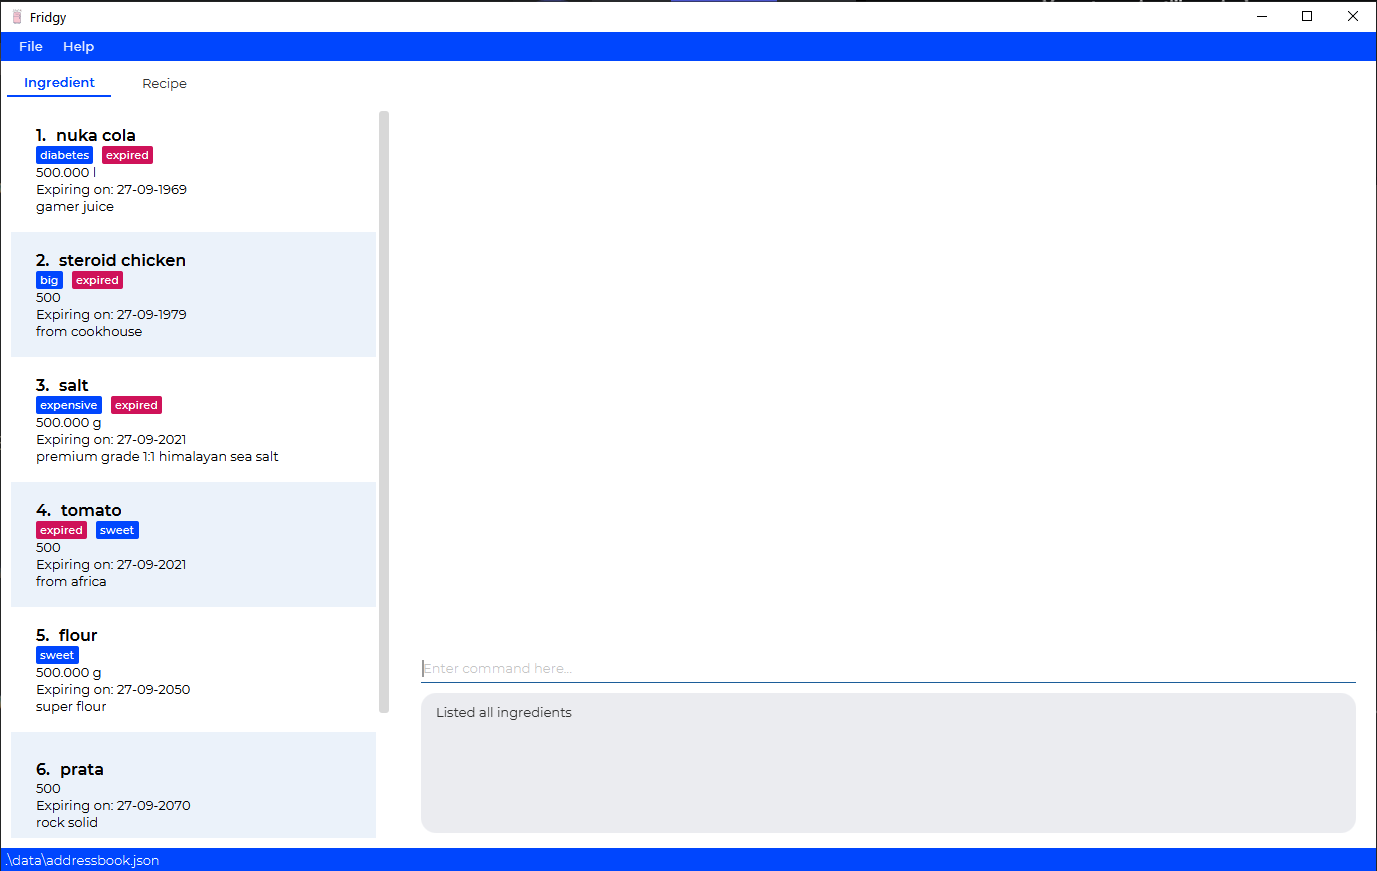 Fridgy
File Help
Ingredient Recipe
1. nuka cola
diabetes expired
500.000 l
Expiring on: 27-09-1969
gamer juice
2. steroid chicken
big expired
500
Expiring on: 27-09-1979
from cookhouse
3. salt
expensive expired
500.000 g
Expiring on: 27-09-2021
premium grade 1:1 himalayan sea salt
4. tomato
expired sweet
500
Expiring on: 27-09-2021
from africa
5. flour
sweet
500.000 g
Expiring on: 27-09-2050
super flour
6. prata
500
Expiring on: 27-09-2070
rock solid
Enter command here...
Listed all ingredients
.\data\addressbook.json